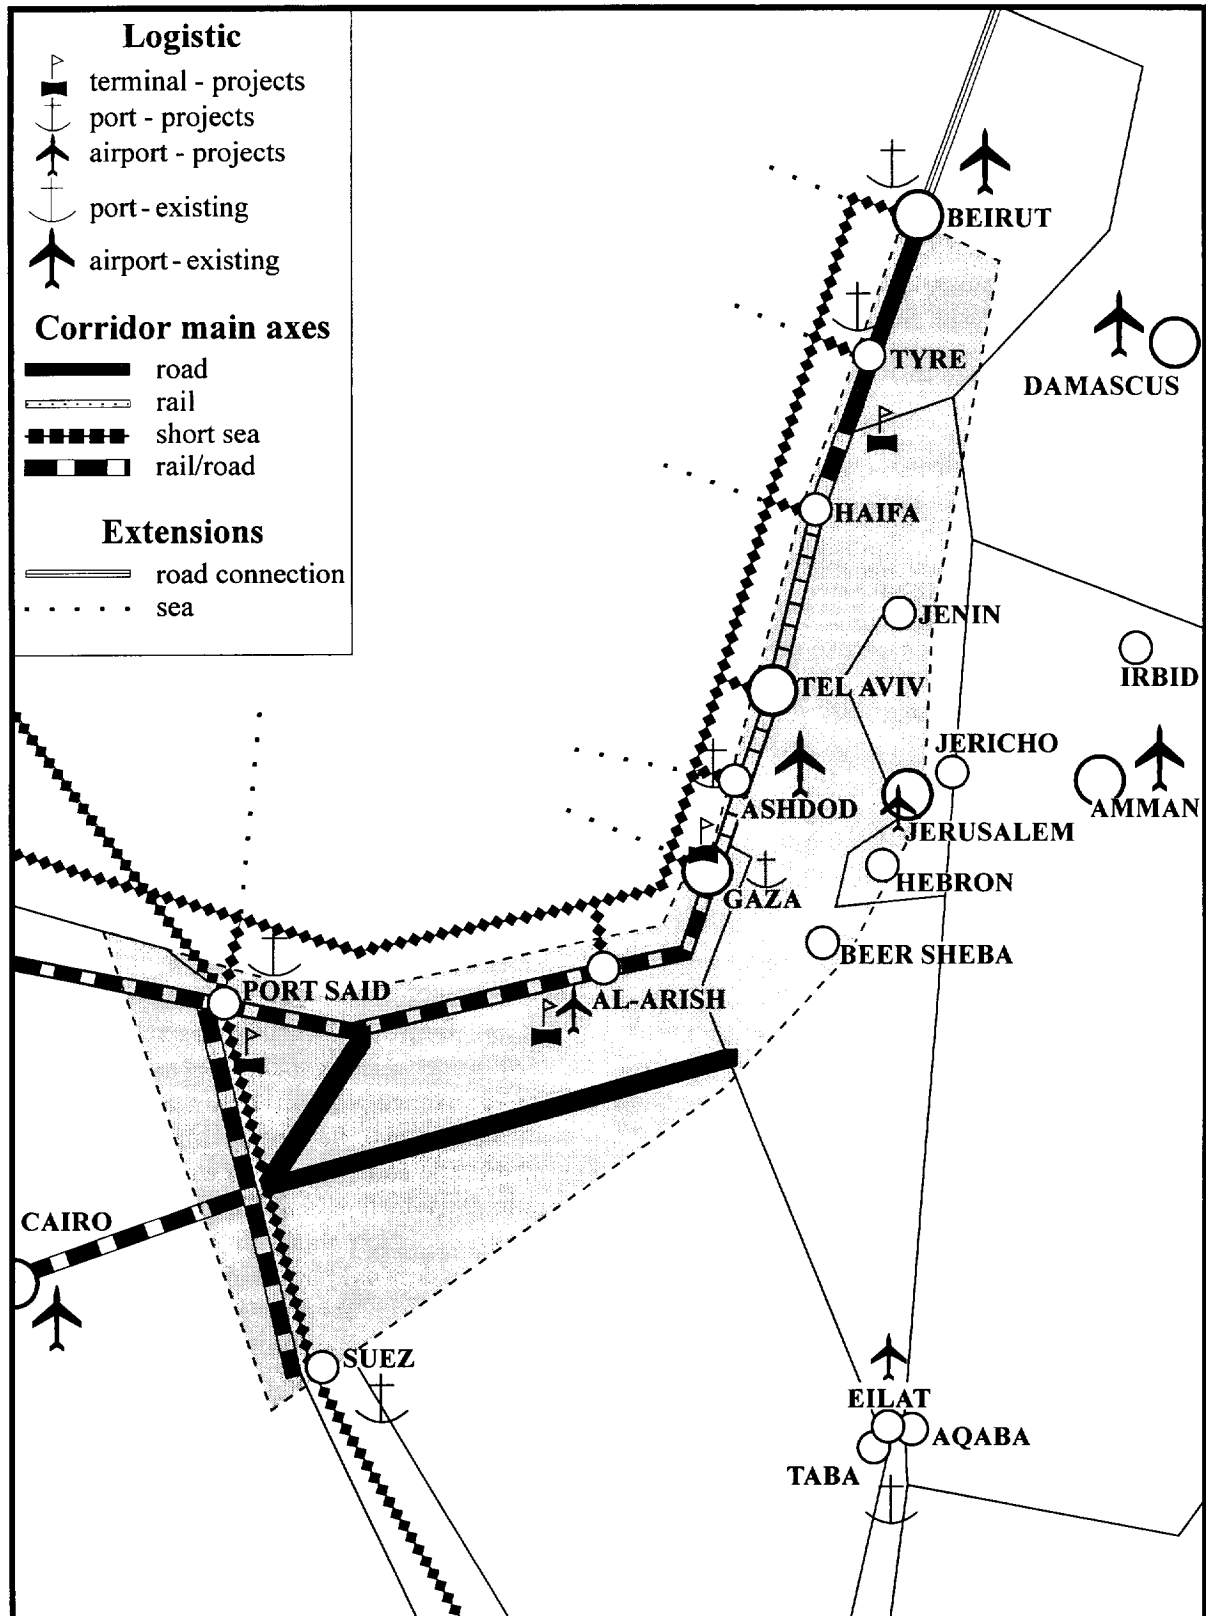 Logistic
terminal - projects
port - projects
airport - projects
port - existing
airport - existing
Corridor main axes
road
rail
short sea
rail/road
Extensions
road connection
sea
BEIRUT
TYRE
DAMASCUS
HAIFA
JENIN
IRBID
TEL AVIV
JERICHO
ASHDOD
AMMAN
JERUSALEM
HEBRON
GAZA
BEER SHEBA
PORT SAID
AL-ARISH
CAIRO
SUEZ
EILAT
AQABA
TABA